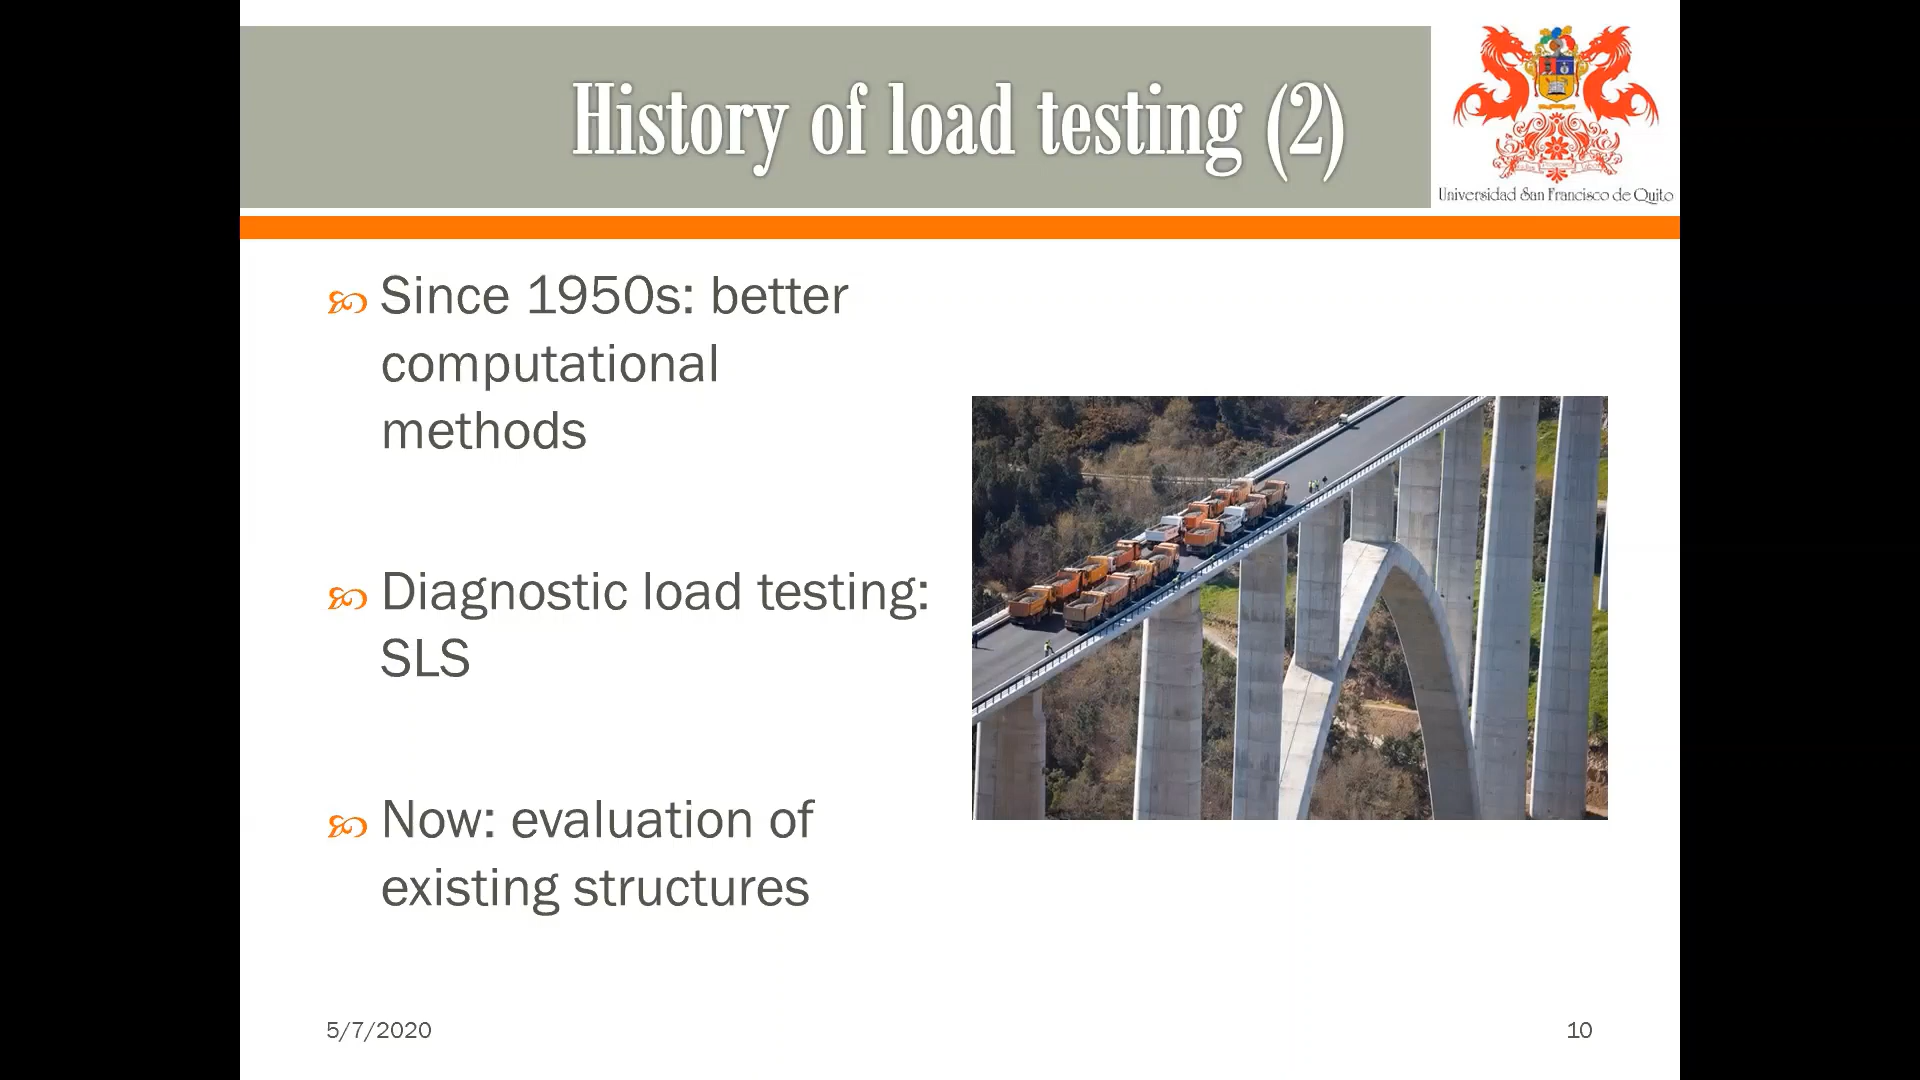 History of load testing (2)
Universidad San Francisco de Quito
Since 1950s: better
computational
methods
Diagnostic load testing:
SLS
Now: evaluation of
existing structures
5/7/2020
10